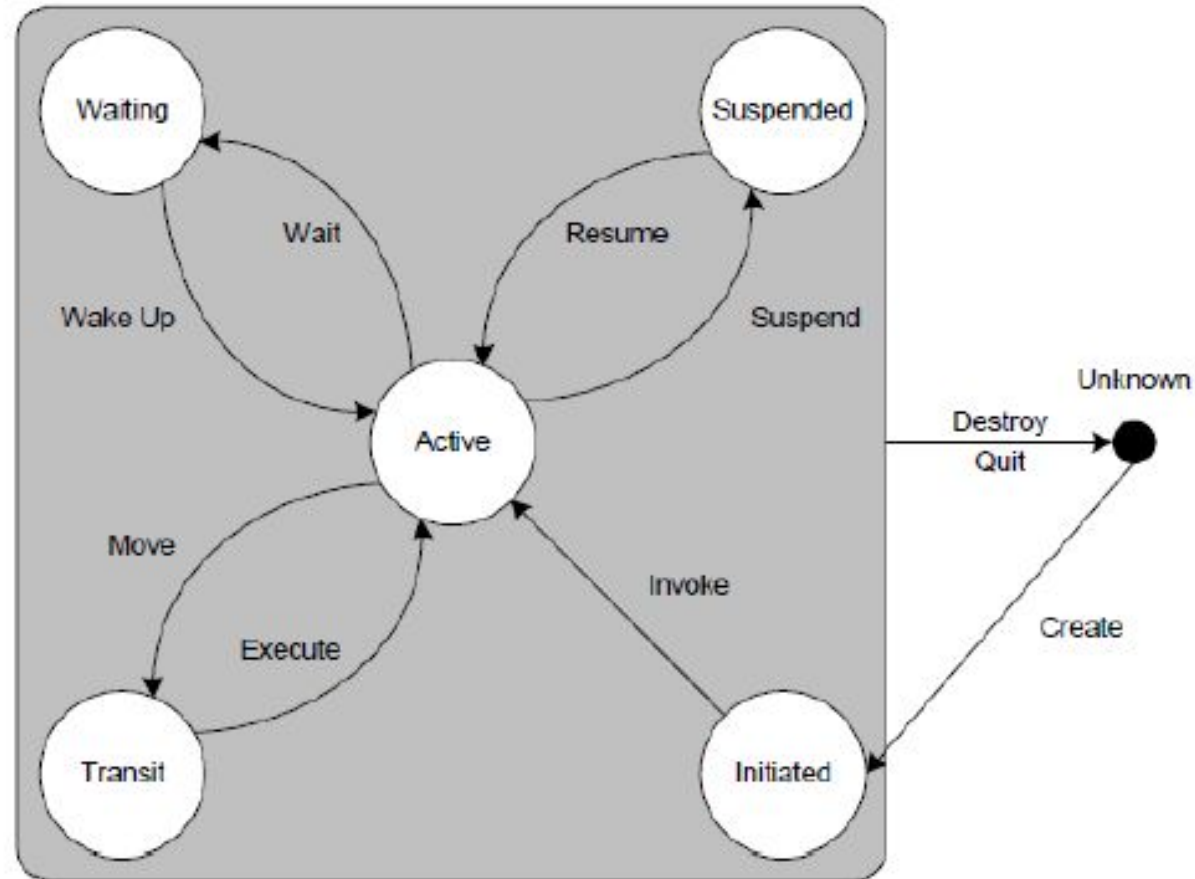 Waiting
Suspended
Wait
Resume
Wake Up
Suspend
Unknown
Destroy
Active
Quit
Move
Invoke
Create
Execute
Transit
Initiated